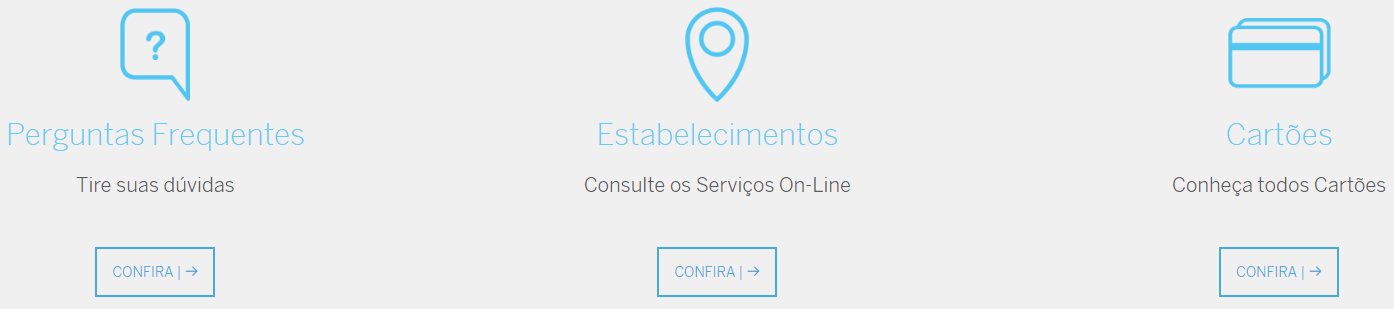 ?
Perguntas Frequentes
Tire suas dúvidas
CONFIRA | →
Estabelecimentos
Consulte os Serviços On-Line
CONFIRA | →
Cartões
Conheça todos Cartões
CONFIRA | →